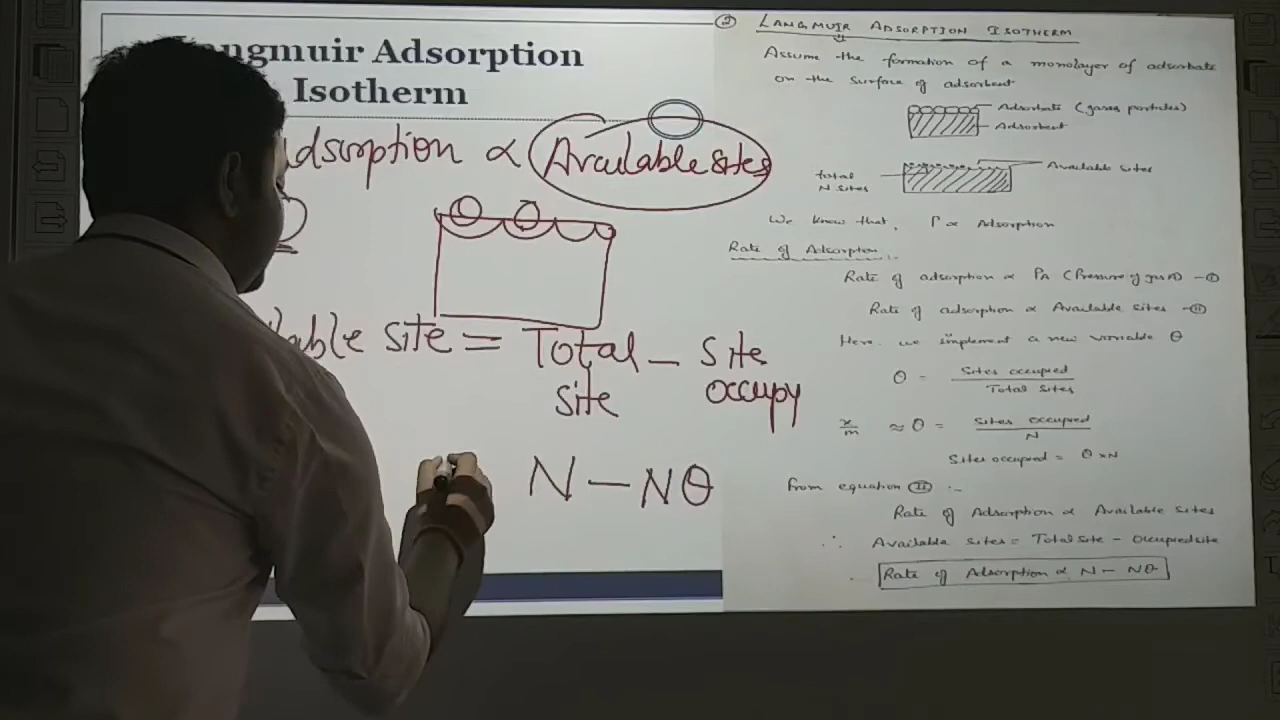 Langmuir Adsorption
Isotherm
Adsorption ∝ Available sites
site = Total - Site
site occupy
N - Nθ
② LANGMUIR ADSORPTION ISOTHERM
Assume the formation of a monolayer of adsorbate
on the surface of adsorbent
Adsorbate (gases particles)
Adsorbent
Available sites
total
N sites
We know that, P ∝ Adsorption
Rate of Adsorption :-
Rate of adsorption ∝ PA (Pressure of gas A) - ①
Rate of adsorption ∝ Available sites - ②
Here we implement a new variable θ
θ = Sites occupied
Total sites
x/m ≈ θ = Sites occupied
N
Sites occupied = θ × N
From equation Ⅱ :-
Rate of Adsorption ∝ Available sites
∴ Available sites = Total site - occupied site
Rate of Adsorption ∝ N - Nθ